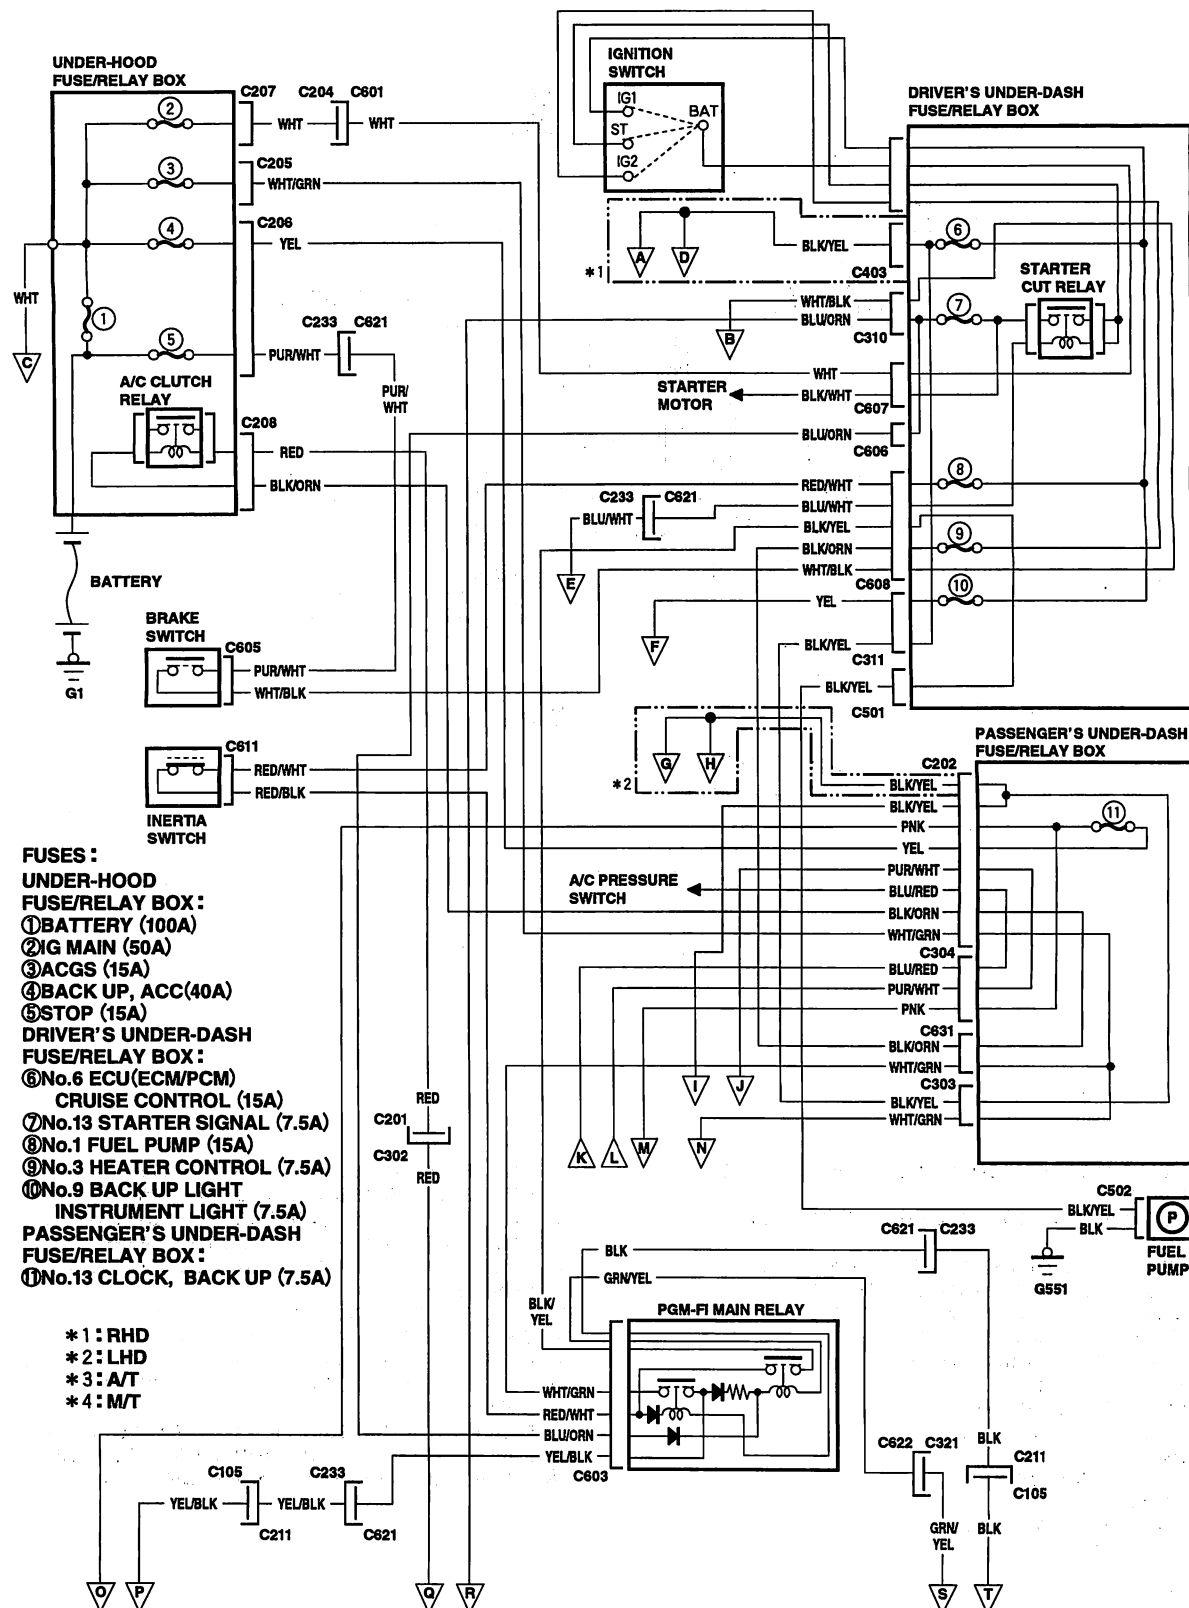 UNDER-HOOD
FUSE/RELAY BOX
C207
C204
C601
②
WHT
WHT
③
C205
WHT/GRN
④
C206
YEL
WHT
C
①
⑤
C233
C621
PUR/WHT
PUR/
WHT
A/C CLUTCH
RELAY
C208
RED
BLK/ORN
BATTERY
G1
BRAKE
SWITCH
C605
PUR/WHT
WHT/BLK
C611
RED/WHT
RED/BLK
INERTIA
SWITCH
IGNITION
SWITCH
IG1
BAT
ST
IG2
DRIVER'S UNDER-DASH
FUSE/RELAY BOX
A
D
*1
BLK/YEL
C403
⑥
STARTER
CUT RELAY
WHT/BLK
BLU/ORN
B
C310
⑦
WHT
STARTER
MOTOR
BLK/WHT
C607
BLU/ORN
C606
RED/WHT
⑧
C233
C621
BLU/WHT
BLU/WHT
BLK/YEL
BLK/ORN
⑨
WHT/BLK
C608
E
⑩
YEL
F
BLK/YEL
C311
BLK/YEL
C501
PASSENGER'S UNDER-DASH
FUSE/RELAY BOX
C202
G
H
*2
BLK/YEL
BLK/YEL
⑪
PNK
YEL
PUR/WHT
A/C PRESSURE
SWITCH
BLU/RED
BLK/ORN
WHT/GRN
C304
BLU/RED
PUR/WHT
PNK
C631
BLK/ORN
WHT/GRN
C303
BLK/YEL
WHT/GRN
I
J
K
L
M
N
FUSES:
UNDER-HOOD
FUSE/RELAY BOX:
①BATTERY (100A)
②IG MAIN (50A)
③ACGS (15A)
④BACK UP, ACC(40A)
⑤STOP (15A)
DRIVER'S UNDER-DASH
FUSE/RELAY BOX:
⑥No.6 ECU(ECM/PCM)
CRUISE CONTROL (15A)
⑦No.13 STARTER SIGNAL (7.5A)
⑧No.1 FUEL PUMP (15A)
⑨No.3 HEATER CONTROL (7.5A)
⑩No.9 BACK UP LIGHT
INSTRUMENT LIGHT (7.5A)
PASSENGER'S UNDER-DASH
FUSE/RELAY BOX:
⑪No.13 CLOCK, BACK UP (7.5A)
*1:RHD
*2:LHD
*3:A/T
*4:M/T
RED
C201
C302
RED
C502
BLK/YEL
BLK
P
FUEL
PUMP
G551
C621
C233
BLK
GRN/YEL
BLK/
YEL
PGM-FI MAIN RELAY
WHT/GRN
RED/WHT
BLU/ORN
YEL/BLK
C603
C105
C233
YEL/BLK
YEL/BLK
C211
C621
C622
C321
BLK
C211
C105
GRN/
YEL
BLK
O
P
Q
R
S
T